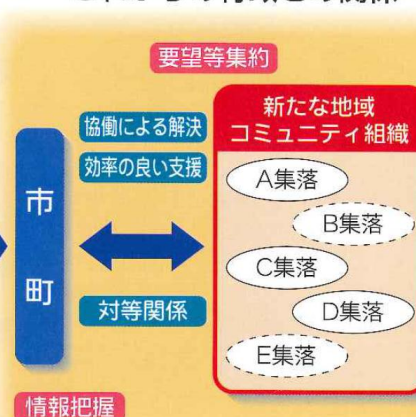 要望等集約
協働による解決
効率の良い支援
市町
対等関係
新たな地域
コミュニティ組織
A集落
B集落
C集落
D集落
E集落
情報把握